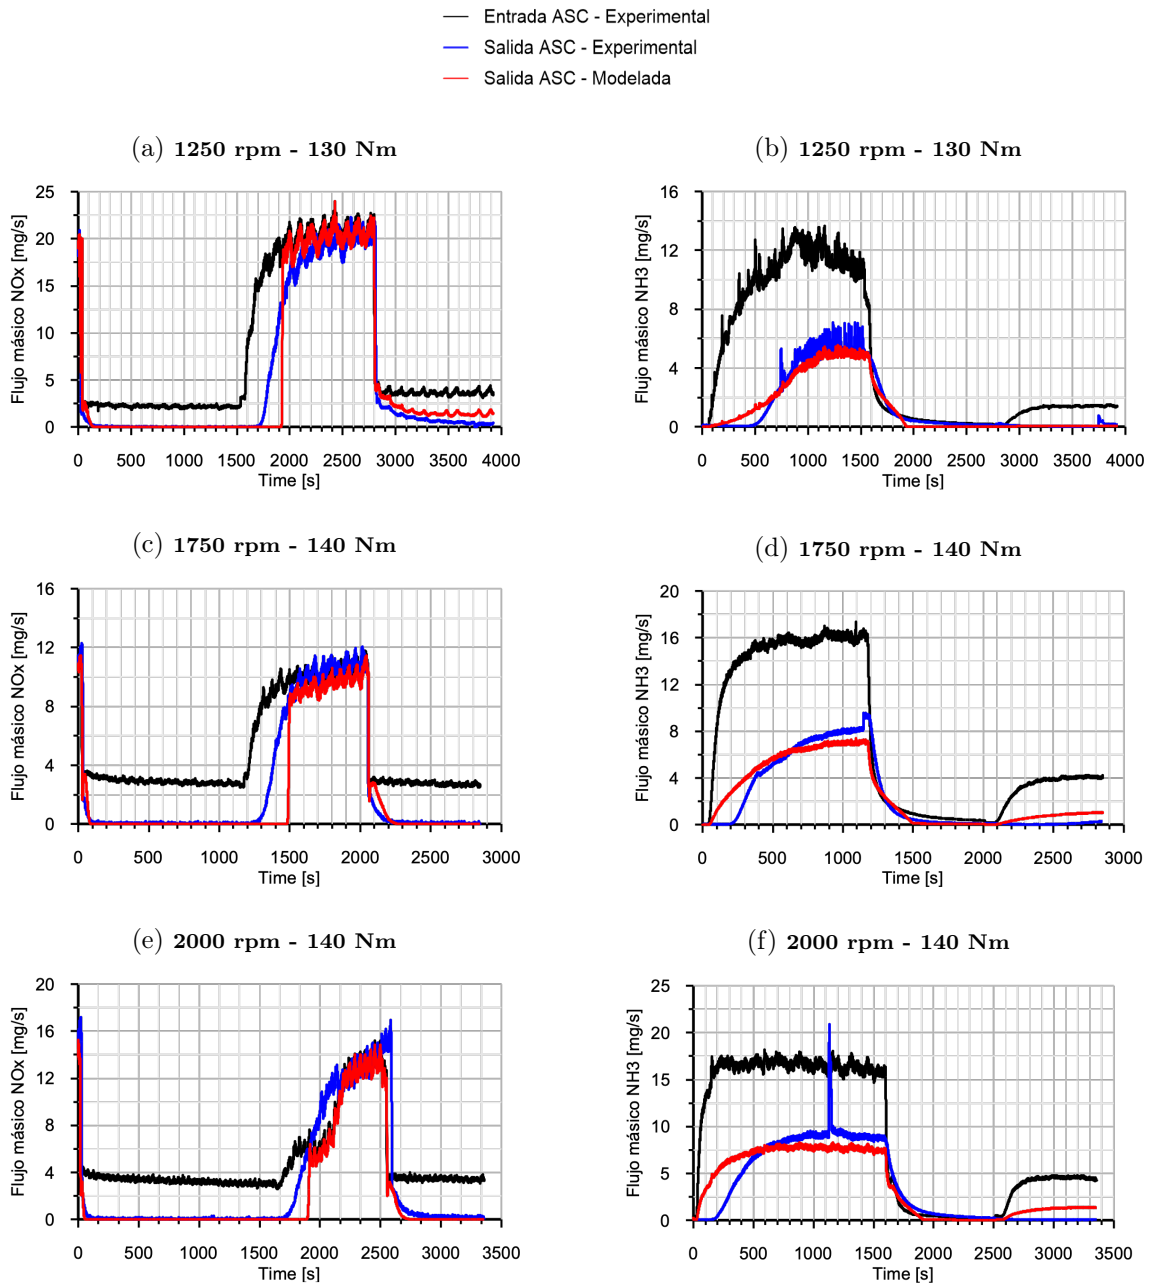 Entrada ASC - Experimental
Salida ASC - Experimental
Salida ASC - Modelada
(a) 1250 rpm - 130 Nm
(b) 1250 rpm - 130 Nm
Flujo másico NOx [mg/s]
25
20
15
10
5
0
0 500 1000 1500 2000 2500 3000 3500 4000
Time [s]
Flujo másico NH3 [mg/s]
16
12
8
4
0
0 500 1000 1500 2000 2500 3000 3500 4000
Time [s]
(c) 1750 rpm - 140 Nm
(d) 1750 rpm - 140 Nm
Flujo másico NOx [mg/s]
16
12
8
4
0
0 500 1000 1500 2000 2500 3000
Time [s]
Flujo másico NH3 [mg/s]
20
16
12
8
4
0
0 500 1000 1500 2000 2500 3000
Time [s]
(e) 2000 rpm - 140 Nm
(f) 2000 rpm - 140 Nm
Flujo másico NOx [mg/s]
20
16
12
8
4
0
0 500 1000 1500 2000 2500 3000 3500
Time [s]
Flujo másico NH3 [mg/s]
25
20
15
10
5
0
0 500 1000 1500 2000 2500 3000 3500
Time [s]